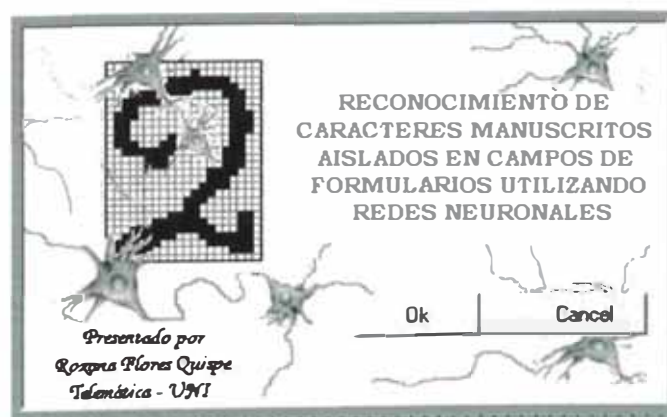 RECONOCIMIENTO DE
CARACTERES MANUSCRITOS
AISLADOS EN CAMPOS DE
FORMULARIOS UTILIZANDO
REDES NEURONALES
Ok
Cancel
Presentado por
Roxana Flores Quispe
Telemática - UNI